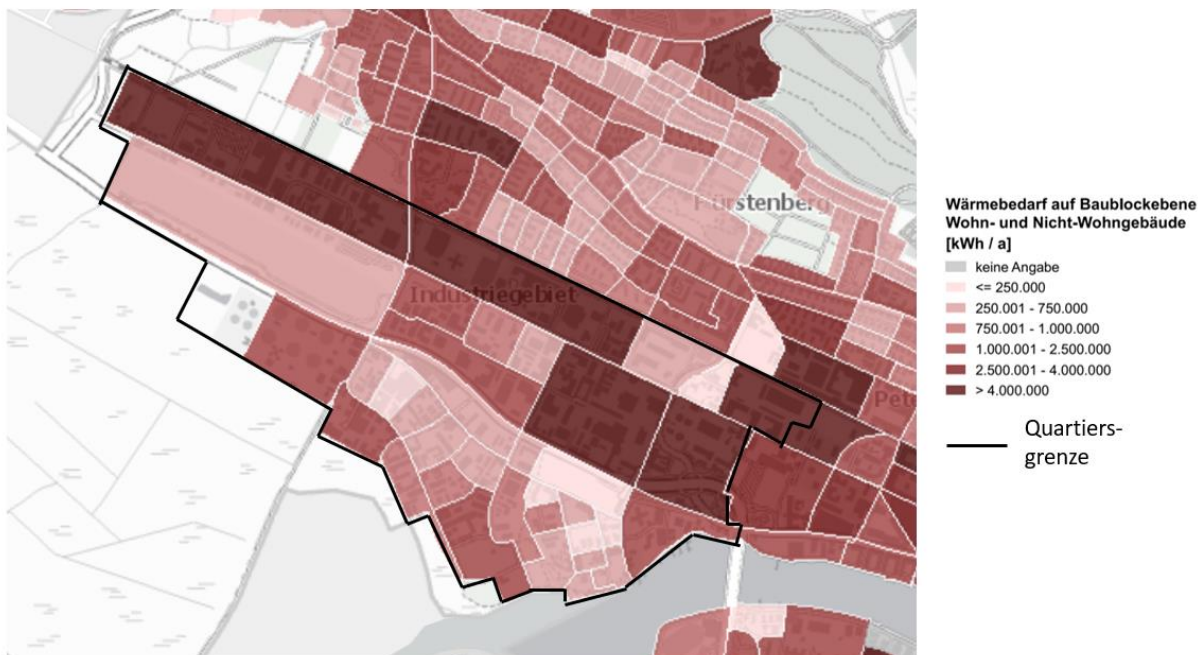 Fürstenberg
Industriegebiet
Pete
Wärmebedarf auf Baublockebene
Wohn- und Nicht-Wohngebäude
[kWh / a]
keine Angabe
<= 250.000
250.001 - 750.000
750.001 - 1.000.000
1.000.001 - 2.500.000
2.500.001 - 4.000.000
> 4.000.000
Quartiers-
grenze